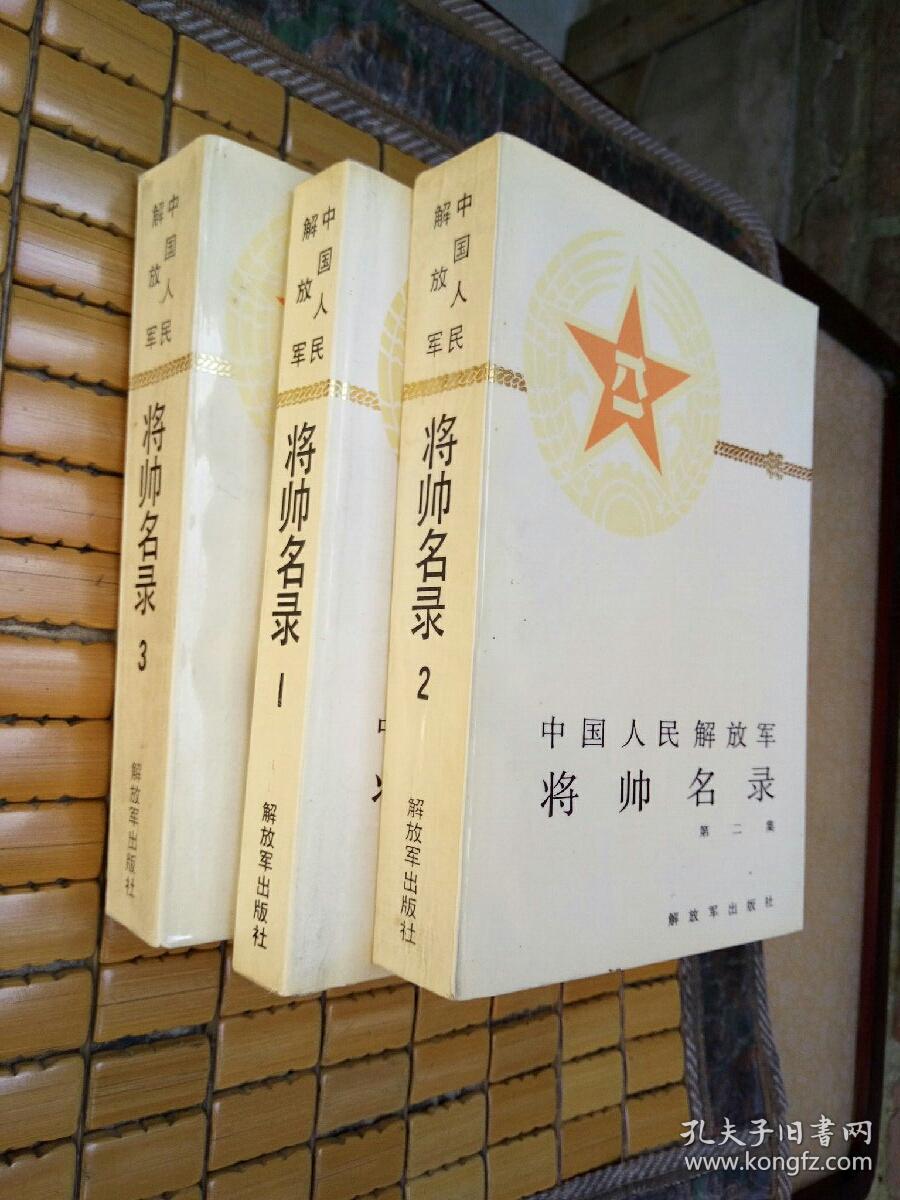 中国人民
解放军
将帅名录
3
解放军出版社
中国人民
解放军
将帅名录
1
解放军出版社
中国人民
解放军
将帅名录
2
解放军出版社
八一
中国人民解放军
将帅名录
第二集
解放军出版社
孔夫子旧书网
www.kongfz.com